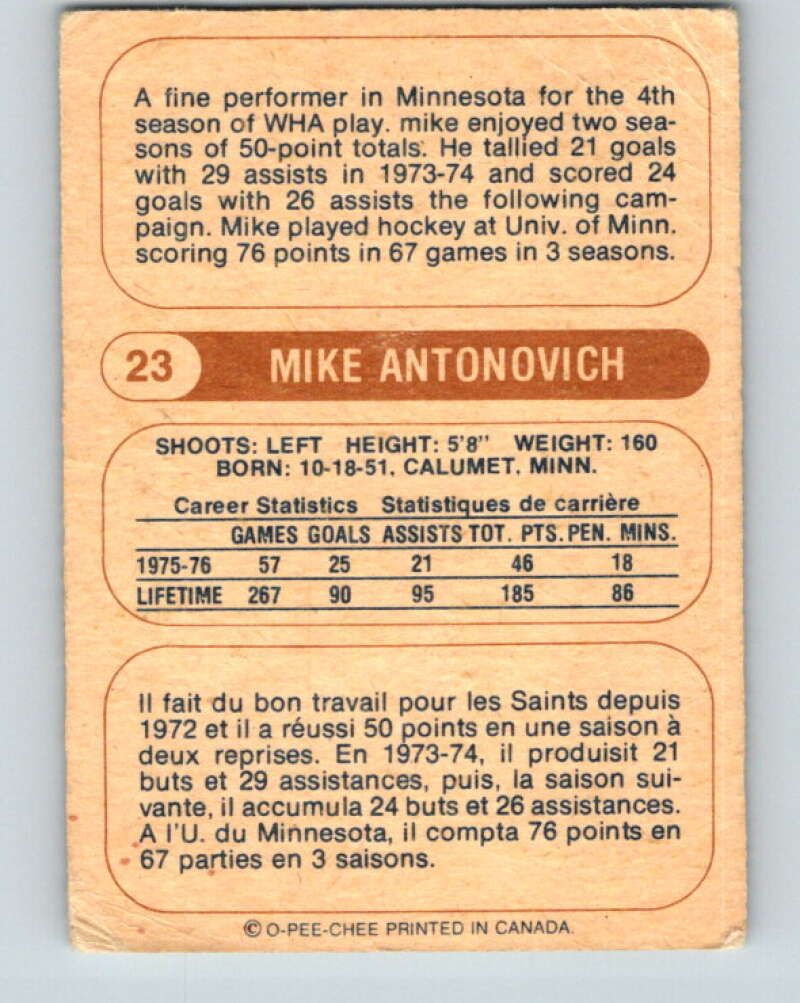 A fine performer in Minnesota for the 4th
season of WHA play. mike enjoyed two sea-
sons of 50-point totals. He tallied 21 goals
with 29 assists in 1973-74 and scored 24
goals with 26 assists the following cam-
paign. Mike played hockey at Univ. of Minn.
scoring 76 points in 67 games in 3 seasons.
23 MIKE ANTONOVICH
SHOOTS: LEFT HEIGHT: 5'8" WEIGHT: 160
BORN: 10-18-51, CALUMET, MINN.
Career Statistics Statistiques de carrière
GAMES GOALS ASSISTS TOT. PTS. PEN. MINS.
1975-76 57 25 21 46 18
LIFETIME 267 90 95 185 86
Il fait du bon travail pour les Saints depuis
1972 et il a réussi 50 points en une saison à
deux reprises. En 1973-74, il produisit 21
buts et 29 assistances, puis, la saison sui-
vante, il accumula 24 buts et 26 assistances.
A l'U. du Minnesota, il compta 76 points en
67 parties en 3 saisons.
© O-PEE-CHEE PRINTED IN CANADA.